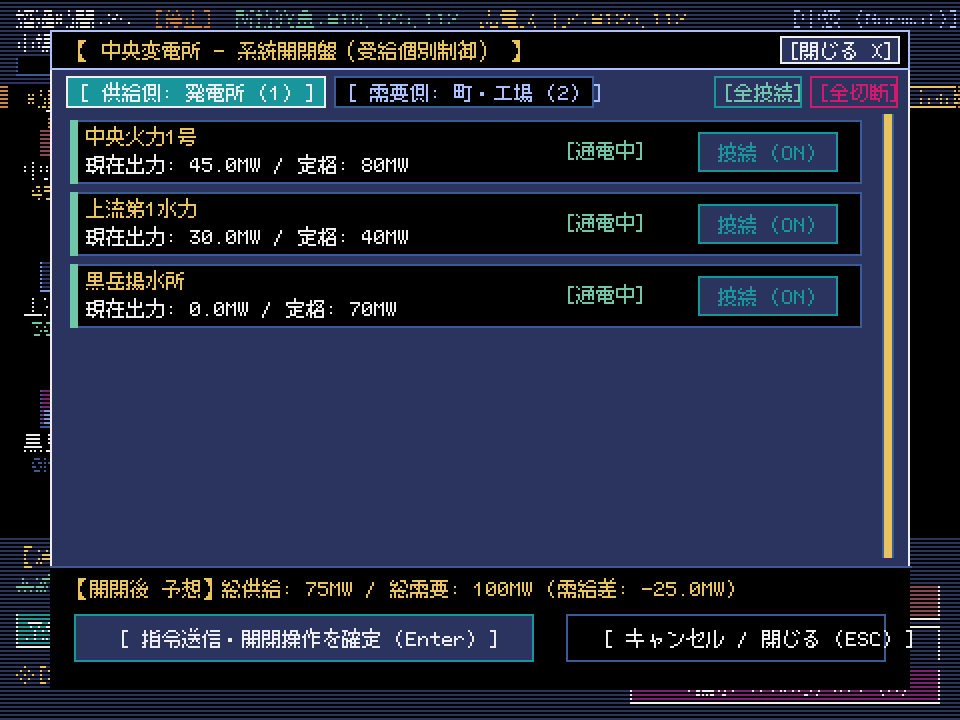 【 中央変電所 - 系統開閉盤 (受給個別制御) 】 [閉じる X]
[ 供給側: 発電所 (1) ] [ 需要側: 町・工場 (2) ] [全接続] [全切断]
中央火力1号
現在出力: 45.0MW / 定格: 80MW [通電中] 接続 (ON)
上流第1水力
現在出力: 30.0MW / 定格: 40MW [通電中] 接続 (ON)
黒岳揚水所
現在出力: 0.0MW / 定格: 70MW [通電中] 接続 (ON)
【開閉後 予想】総供給: 75MW / 総需要: 100MW (需給差: -25.0MW)
[ 指令送信・開閉操作を確定 (Enter) ] [ キャンセル / 閉じる (ESC) ]